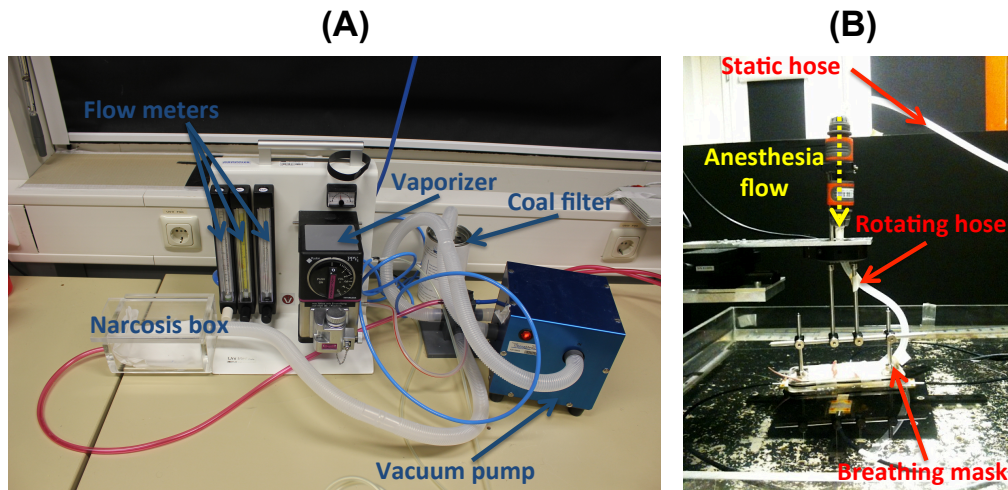 (A)
(B)
Flow meters
Vaporizer
Coal filter
Narcosis box
Vacuum pump
Static hose
Anesthesia
flow
Rotating hose
Breathing mask